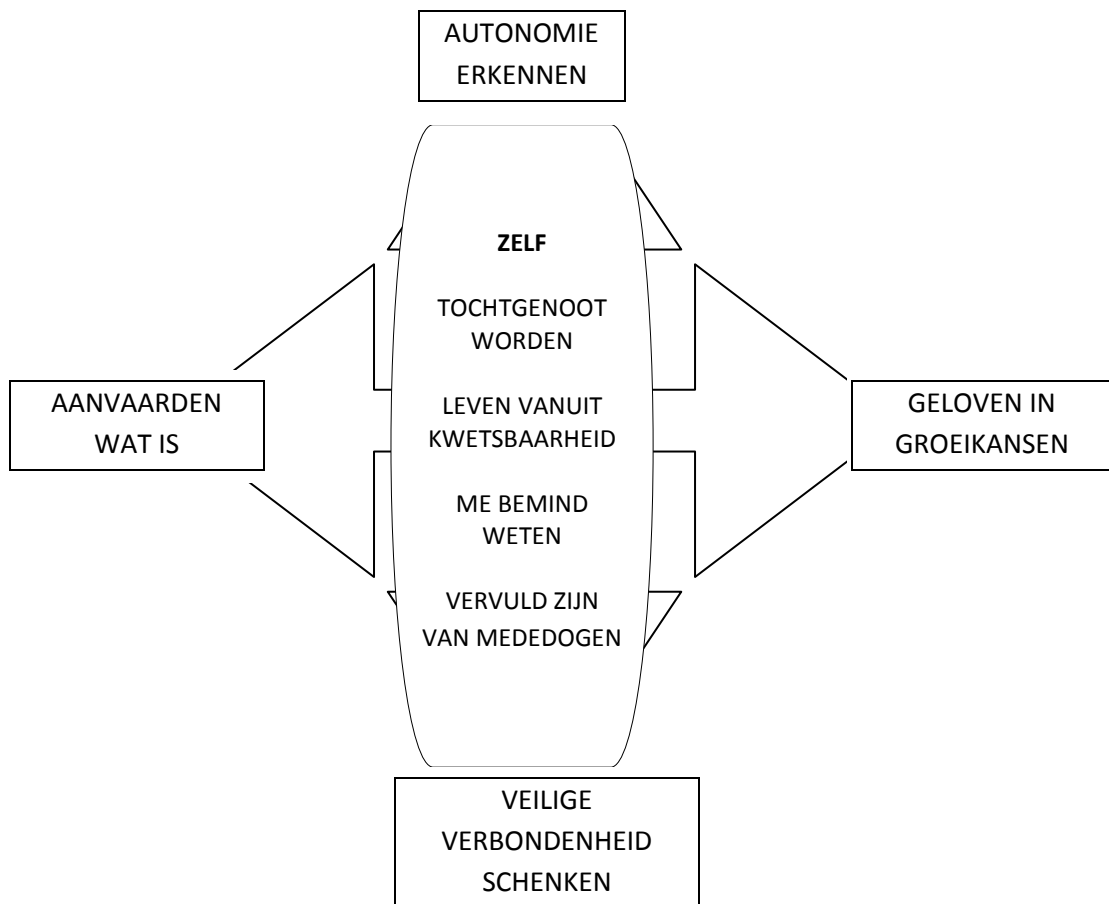 AUTONOMIE
ERKENNEN
ZELF
TOCHTGENOOT
WORDEN
AANVAARDEN
WAT IS
LEVEN VANUIT
KWETSBAARHEID
GELOVEN IN
GROEIKANSEN
ME BEMIND
WETEN
VERVULD ZIJN
VAN MEDEDOGEN
VEILIGE
VERBONDENHEID
SCHENKEN